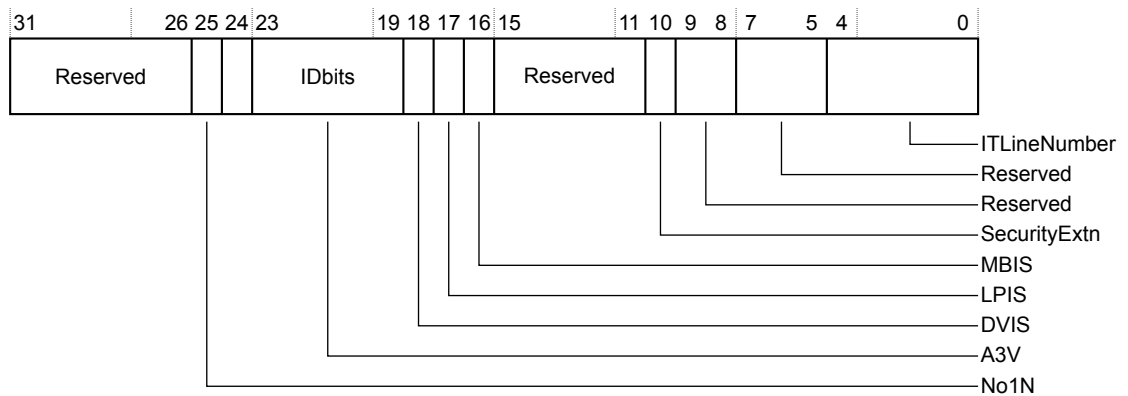 31 26 25 24 23 19 18 17 16 15 11 10 9 8 7 5 4 0
Reserved IDbits Reserved
ITLineNumber
Reserved
Reserved
SecurityExtn
MBIS
LPIS
DVIS
A3V
No1N